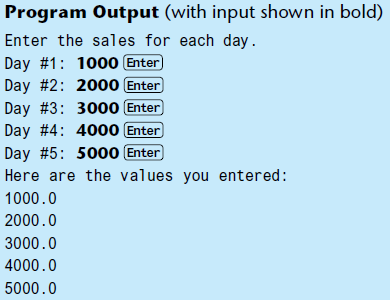 Program Output (with input shown in bold)
Enter the sales for each day.
Day #1: 1000 Enter
Day #2: 2000 Enter
Day #3: 3000 Enter
Day #4: 4000 Enter
Day #5: 5000 Enter
Here are the values you entered:
1000.0
2000.0
3000.0
4000.0
5000.0